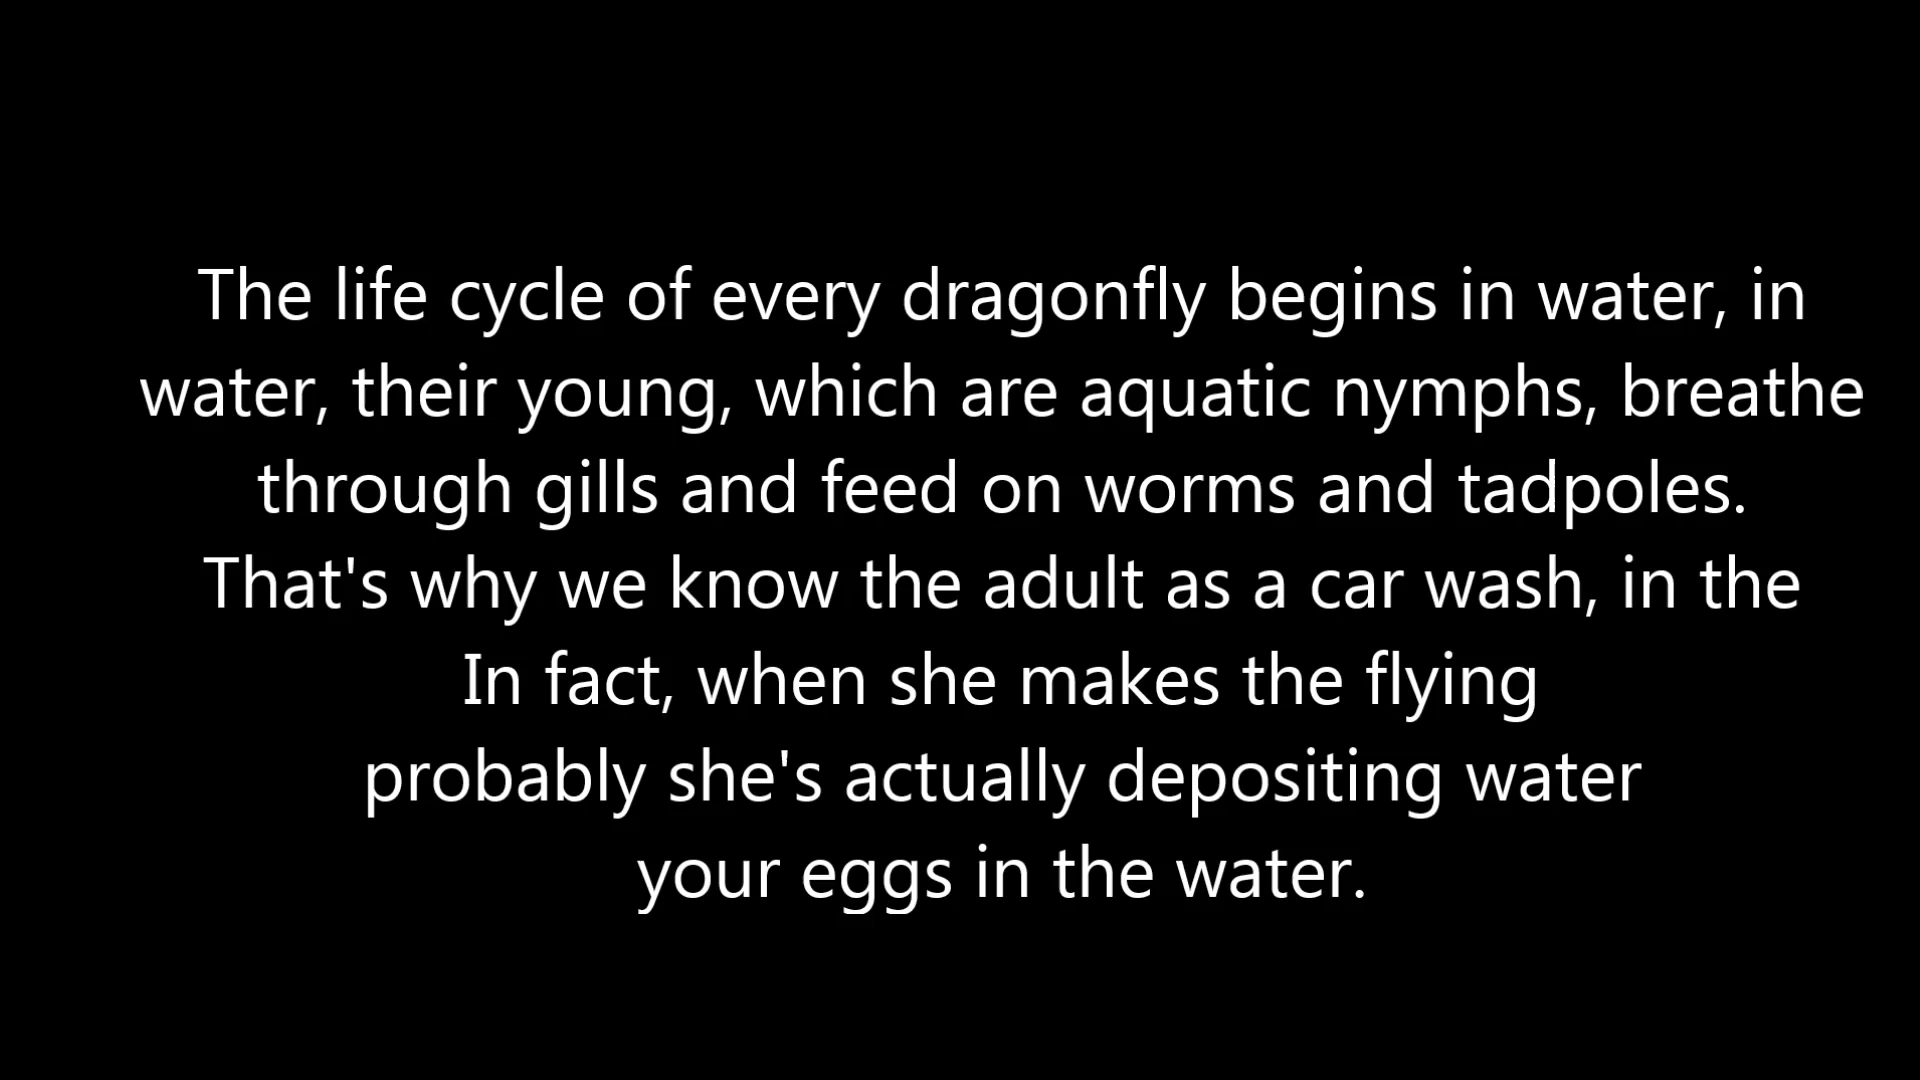 The life cycle of every dragonfly begins in water, in
water, their young, which are aquatic nymphs, breathe
through gills and feed on worms and tadpoles.
That's why we know the adult as a car wash, in the
In fact, when she makes the flying
probably she's actually depositing water
your eggs in the water.